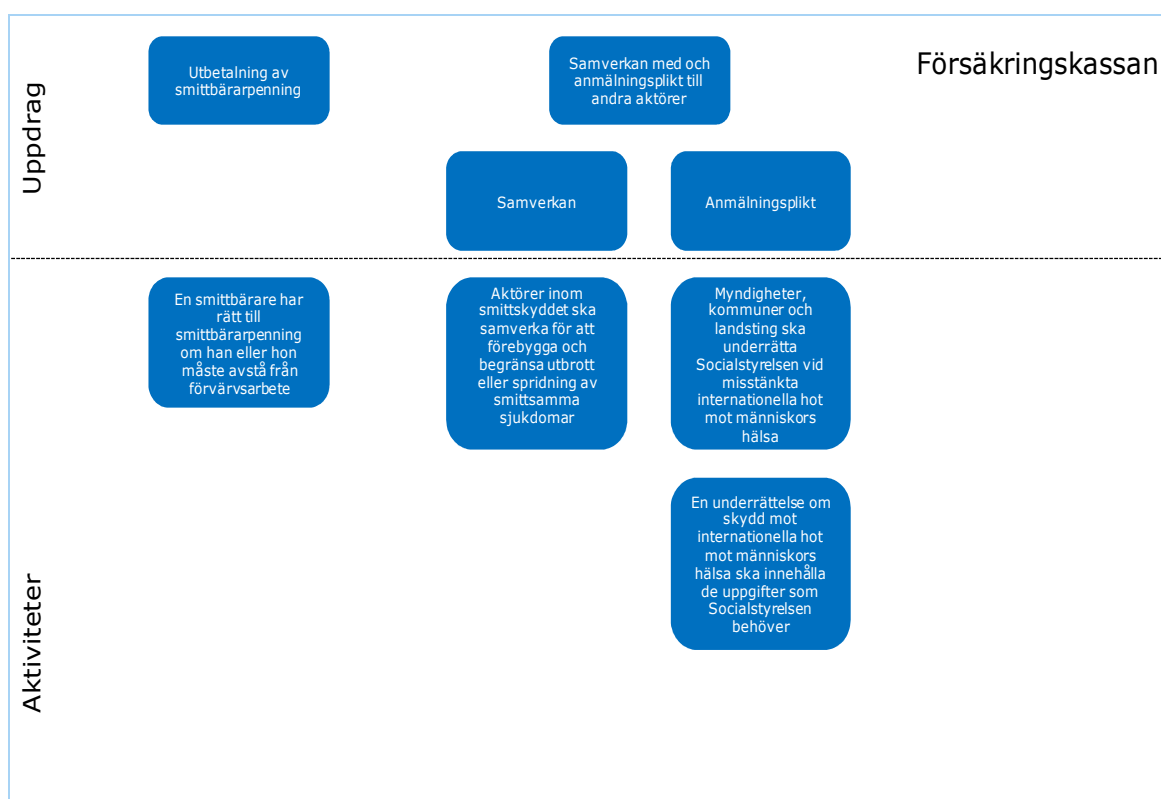 Försäkringskassan
Uppdrag
Utbetalning av
smittbärarpenning
Samverkan med och
anmälningsplikt till
andra aktörer
Samverkan
Anmälningsplikt
Aktiviteter
En smittbärare har
rätt till
smittbärarpenning
om han eller hon
måste avstå från
förvärvsarbete
Aktörer inom
smittskyddet ska
samverka för att
förebygga och
begränsa utbrott
eller spridning av
smittsamma
sjukdomar
Myndigheter,
kommuner och
landsting ska
underrätta
Socialstyrelsen vid
misstänkta
internationella hot
mot människors
hälsa
En underrättelse om
skydd mot
internationella hot
mot människors
hälsa ska innehålla
de uppgifter som
Socialstyrelsen
behöver